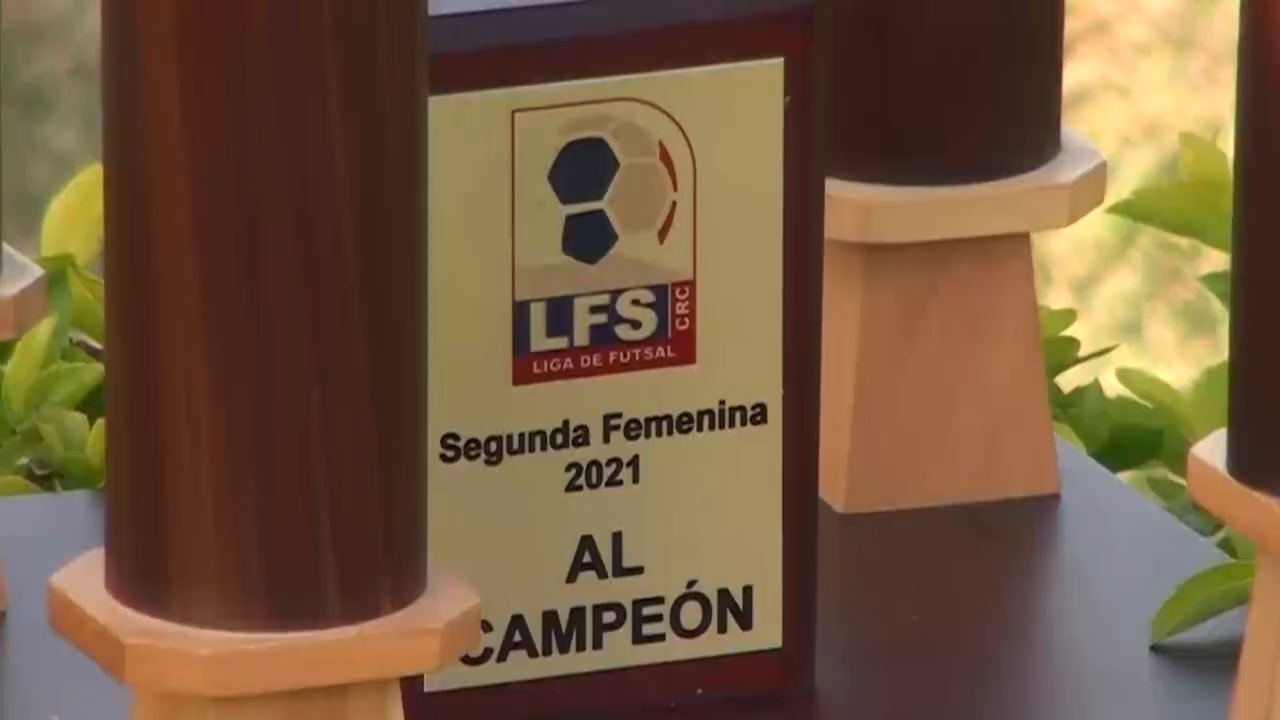 LFS
CRC
LIGA DE FUTSAL
Segunda Femenina
2021
AL
CAMPEÓN